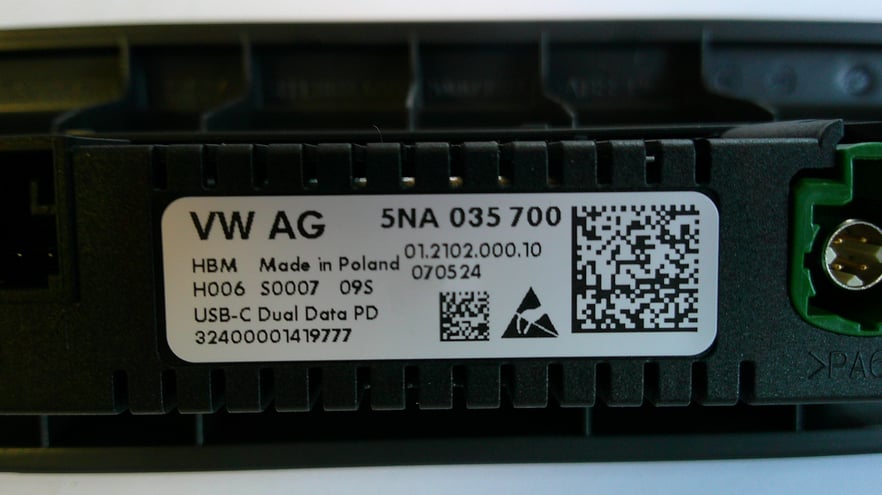 VW AG 5NA 035 700
HBM Made in Poland 01.2102.000.10
070524
H006 S0007 09S
USB-C Dual Data PD
32400001419777
>PA6